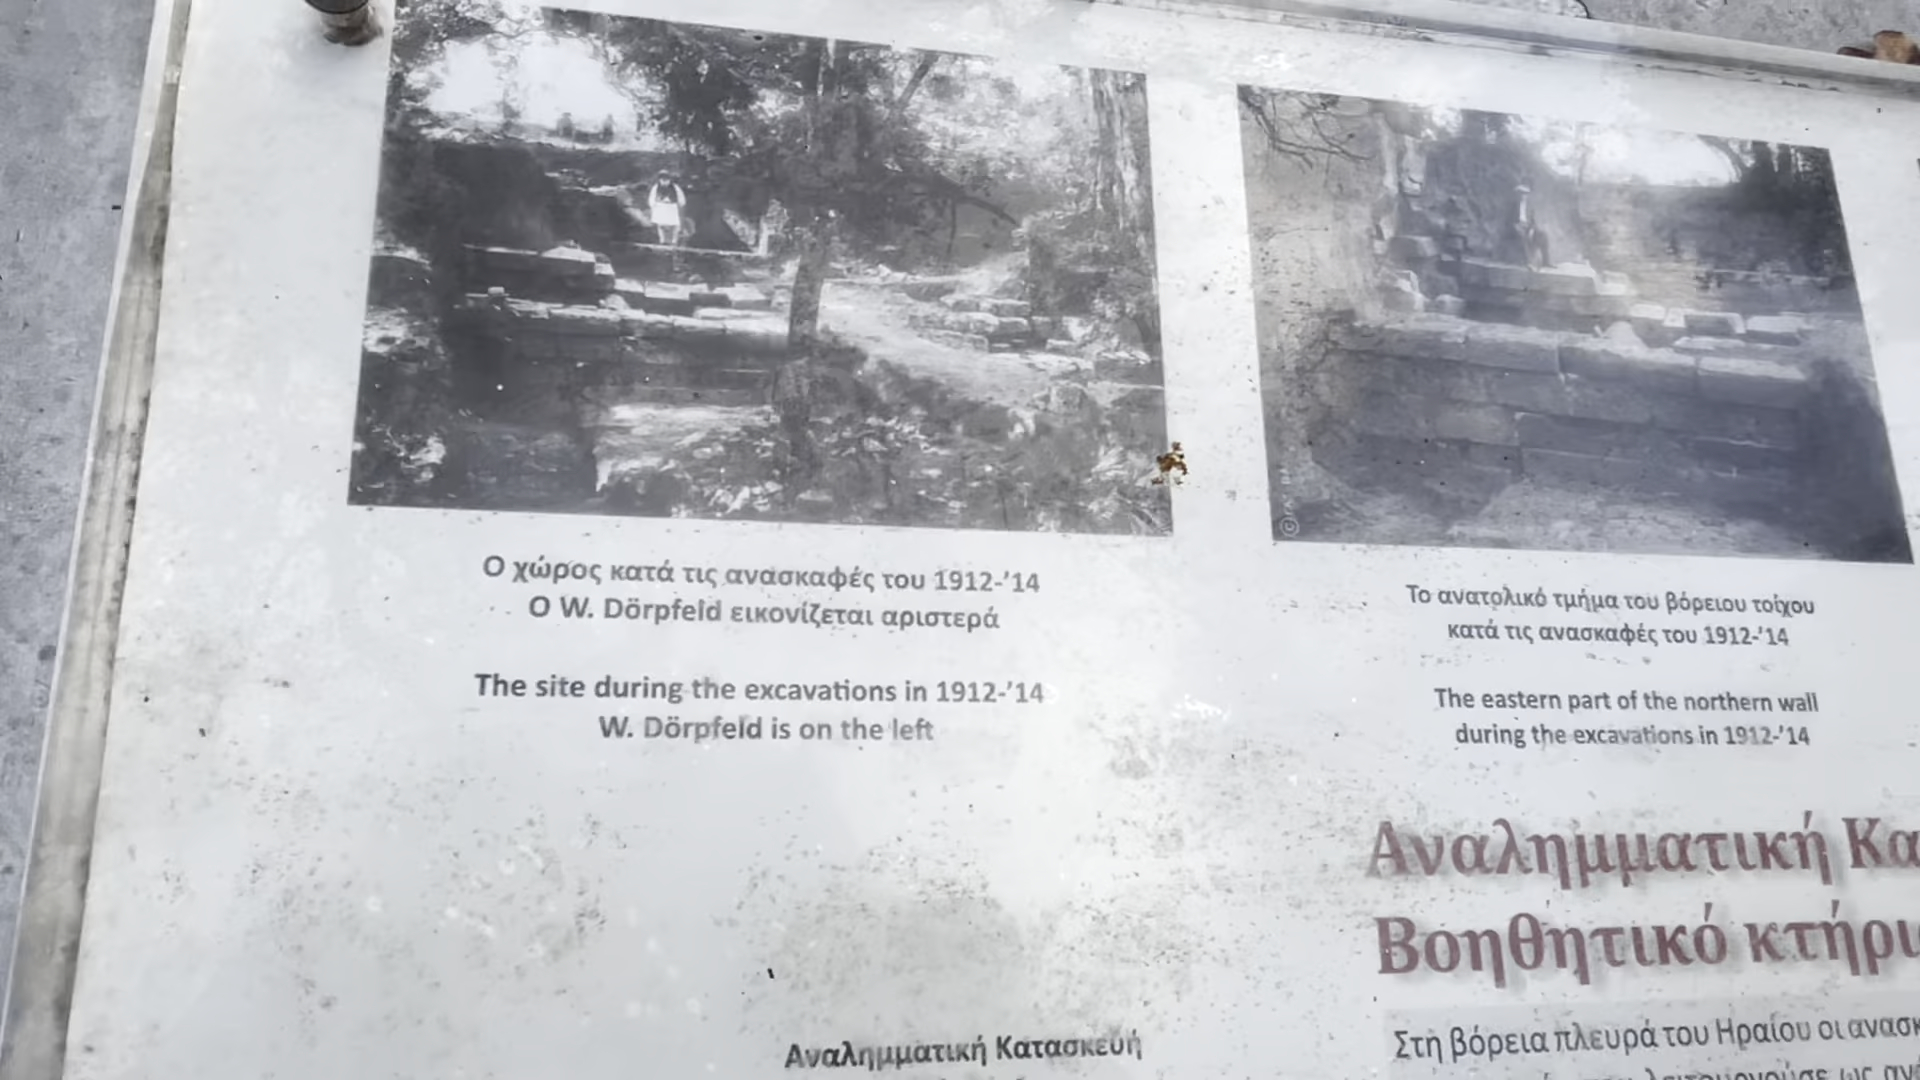 Ο χώρος κατά τις ανασκαφές του 1912-'14
Ο W. Dörpfeld εικονίζεται αριστερά
The site during the excavations in 1912-'14
W. Dörpfeld is on the left
Το ανατολικό τμήμα του βόρειου τοίχου
κατά τις ανασκαφές του 1912-'14
The eastern part of the northern wall
during the excavations in 1912-'14
Αναλημματική Κα
Βοηθητικό κτήρι
Αναλημματική Κατασκευή
Στη βόρεια πλευρά του Ηραίου οι ανασκ